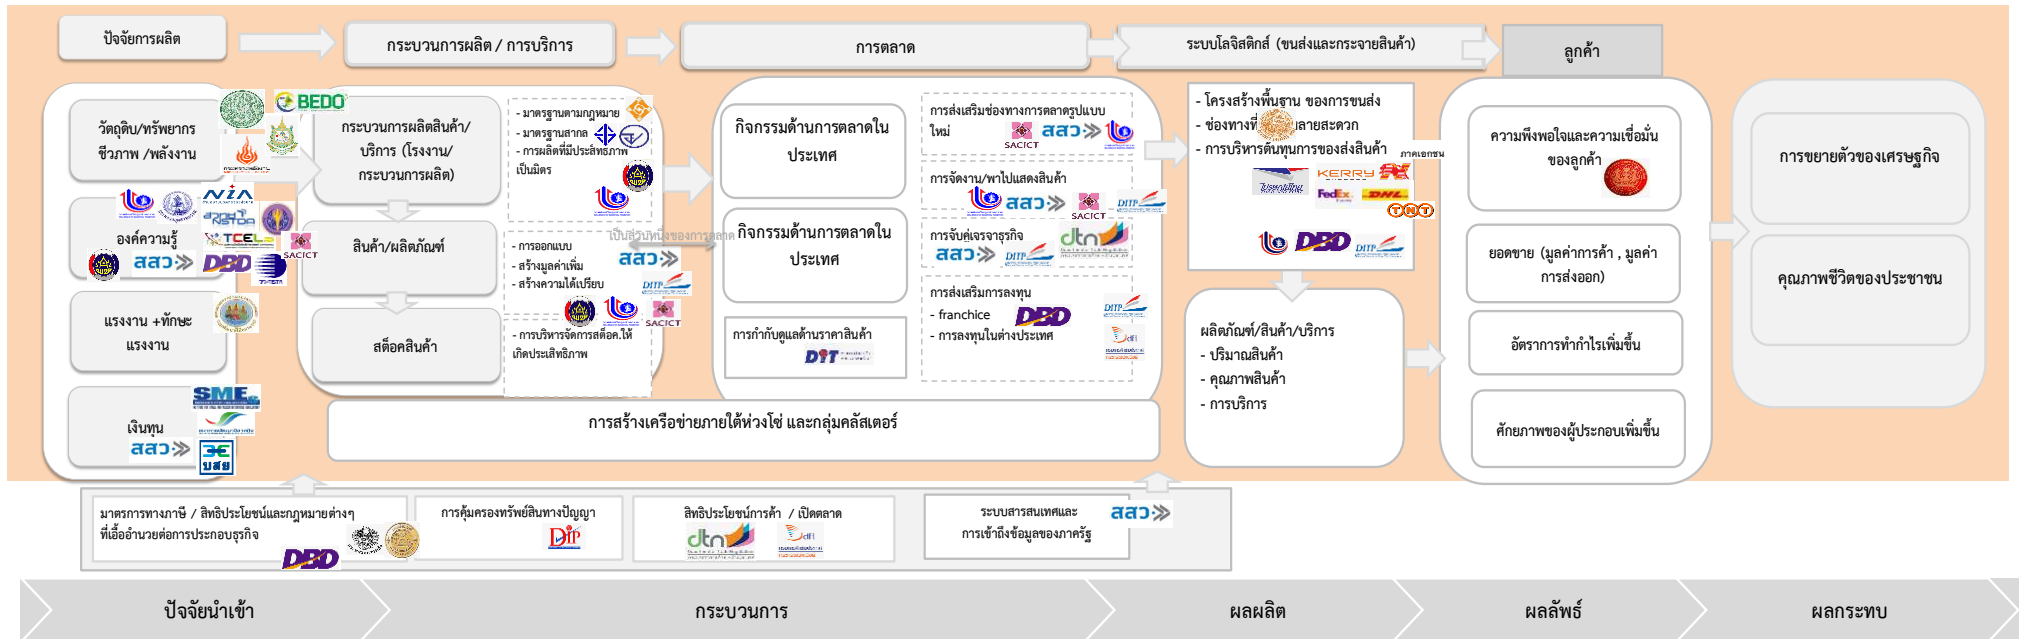 ปัจจัยการผลิต
กระบวนการผลิต / การบริการ
การตลาด
ระบบโลจิสติกส์ (ขนส่งและกระจายสินค้า)
ลูกค้า
วัตถุดิบ/ทรัพยากร
ชีวภาพ /พลังงาน
BEDO
องค์ความรู้
NIA
สวทช
NSTDA
TCELS
SACICT
สสว
DBD
แรงงาน +ทักษะ
แรงงาน
เงินทุน
SME
สสว
บสย
กระบวนการผลิตสินค้า/
บริการ (โรงงาน/
กระบวนการผลิต)
สินค้า/ผลิตภัณฑ์
สต็อคสินค้า
- มาตรฐานตามกฎหมาย
- มาตรฐานสากล
- การผลิตที่มีประสิทธิภาพ
เป็นมิตร
- การออกแบบ
- สร้างมูลค่าเพิ่ม
- สร้างความได้เปรียบ
สสว
DITP
SACICT
- การบริหารจัดการสต็อค.ให้
เกิดประสิทธิภาพ
เป็นส่วนหนึ่งของการตลาด
กิจกรรมด้านการตลาดใน
ประเทศ
กิจกรรมด้านการตลาดใน
ประเทศ
การกำกับดูแลด้านราคาสินค้า
DIT
การส่งเสริมช่องทางการตลาดรูปแบบ
ใหม่
SACICT
สสว
การจัดงาน/พาไปแสดงสินค้า
สสว
SACICT
DITP
การจับคู่เจรจาธุรกิจ
สสว
DITP
dtn
การส่งเสริมการลงทุน
- franchice
- การลงทุนในต่างประเทศ
DBD
DITP
dft
การสร้างเครือข่ายภายใต้ห่วงโซ่ และกลุ่มคลัสเตอร์
- โครงสร้างพื้นฐาน ของการขนส่ง
- ช่องทางที่ ลายสะดวก
- การบริหารต้นทุนการของส่งสินค้า
ภาคเอกชน
ไปรษณีย์ไทย
KERRY
EXPRESS
FedEx
DHL
TNT
DBD
DITP
ผลิตภัณฑ์/สินค้า/บริการ
- ปริมาณสินค้า
- คุณภาพสินค้า
- การบริการ
ความพึงพอใจและความเชื่อมั่น
ของลูกค้า
ยอดขาย (มูลค่าการค้า , มูลค่า
การส่งออก)
อัตราการทำกำไรเพิ่มขึ้น
ศักยภาพของผู้ประกอบเพิ่มขึ้น
การขยายตัวของเศรษฐกิจ
คุณภาพชีวิตของประชาชน
มาตรการทางภาษี / สิทธิประโยชน์และกฎหมายต่างๆ
ที่เอื้ออำนวยต่อการประกอบธุรกิจ
DBD
การคุ้มครองทรัพย์สินทางปัญญา
DIP
สิทธิประโยชน์การค้า / เปิดตลาด
dtn
dft
ระบบสารสนเทศและ
การเข้าถึงข้อมูลของภาครัฐ
สสว
ปัจจัยนำเข้า
กระบวนการ
ผลผลิต
ผลลัพธ์
ผลกระทบ